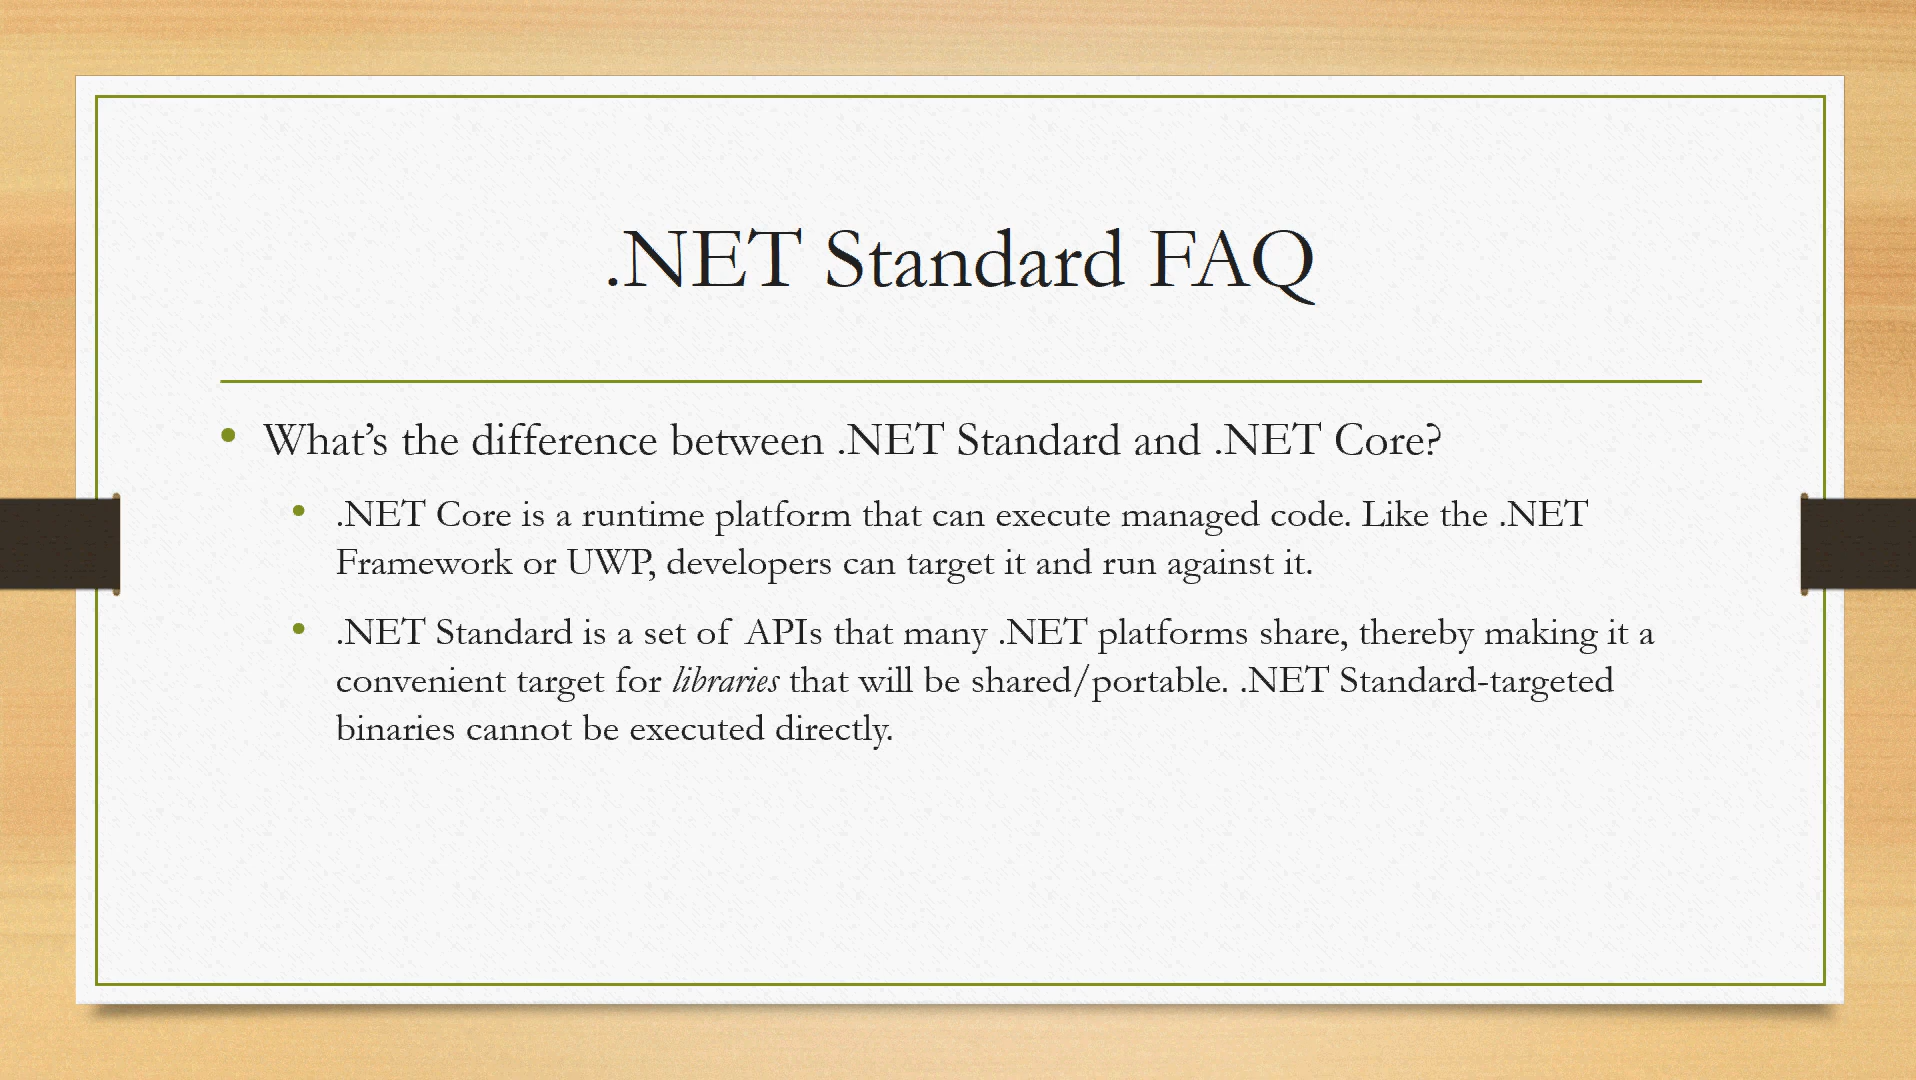 .NET Standard FAQ
• What’s the difference between .NET Standard and .NET Core?
• .NET Core is a runtime platform that can execute managed code. Like the .NET
Framework or UWP, developers can target it and run against it.
• .NET Standard is a set of APIs that many .NET platforms share, thereby making it a
convenient target for libraries that will be shared/portable. .NET Standard-targeted
binaries cannot be executed directly.